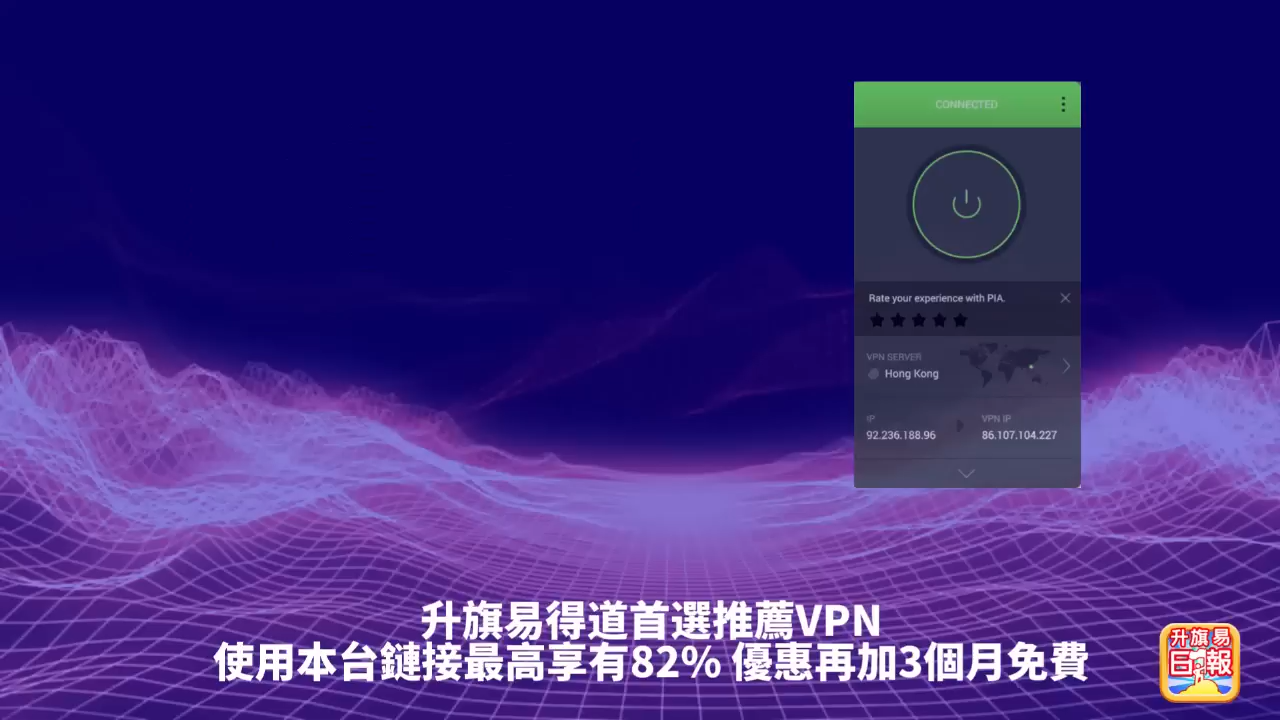 CONNECTED
Rate your experience with PIA.
VPN SERVER
Hong Kong
IP
VPN IP
92.236.188.96
86.107.104.227
升旗易得道首選推薦VPN
使用本台鏈接最高享有82% 優惠再加3個月免費
升旗易
日報